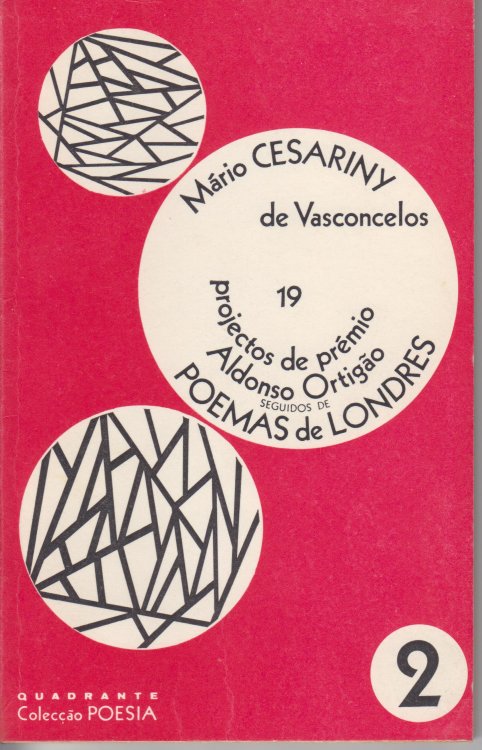 Mário CESARINY
de Vasconcelos
19
projectos de prémio
Aldonso Ortigão
SEGUIDOS DE
POEMAS de LONDRES
QUADRANTE
Colecção POESIA
2